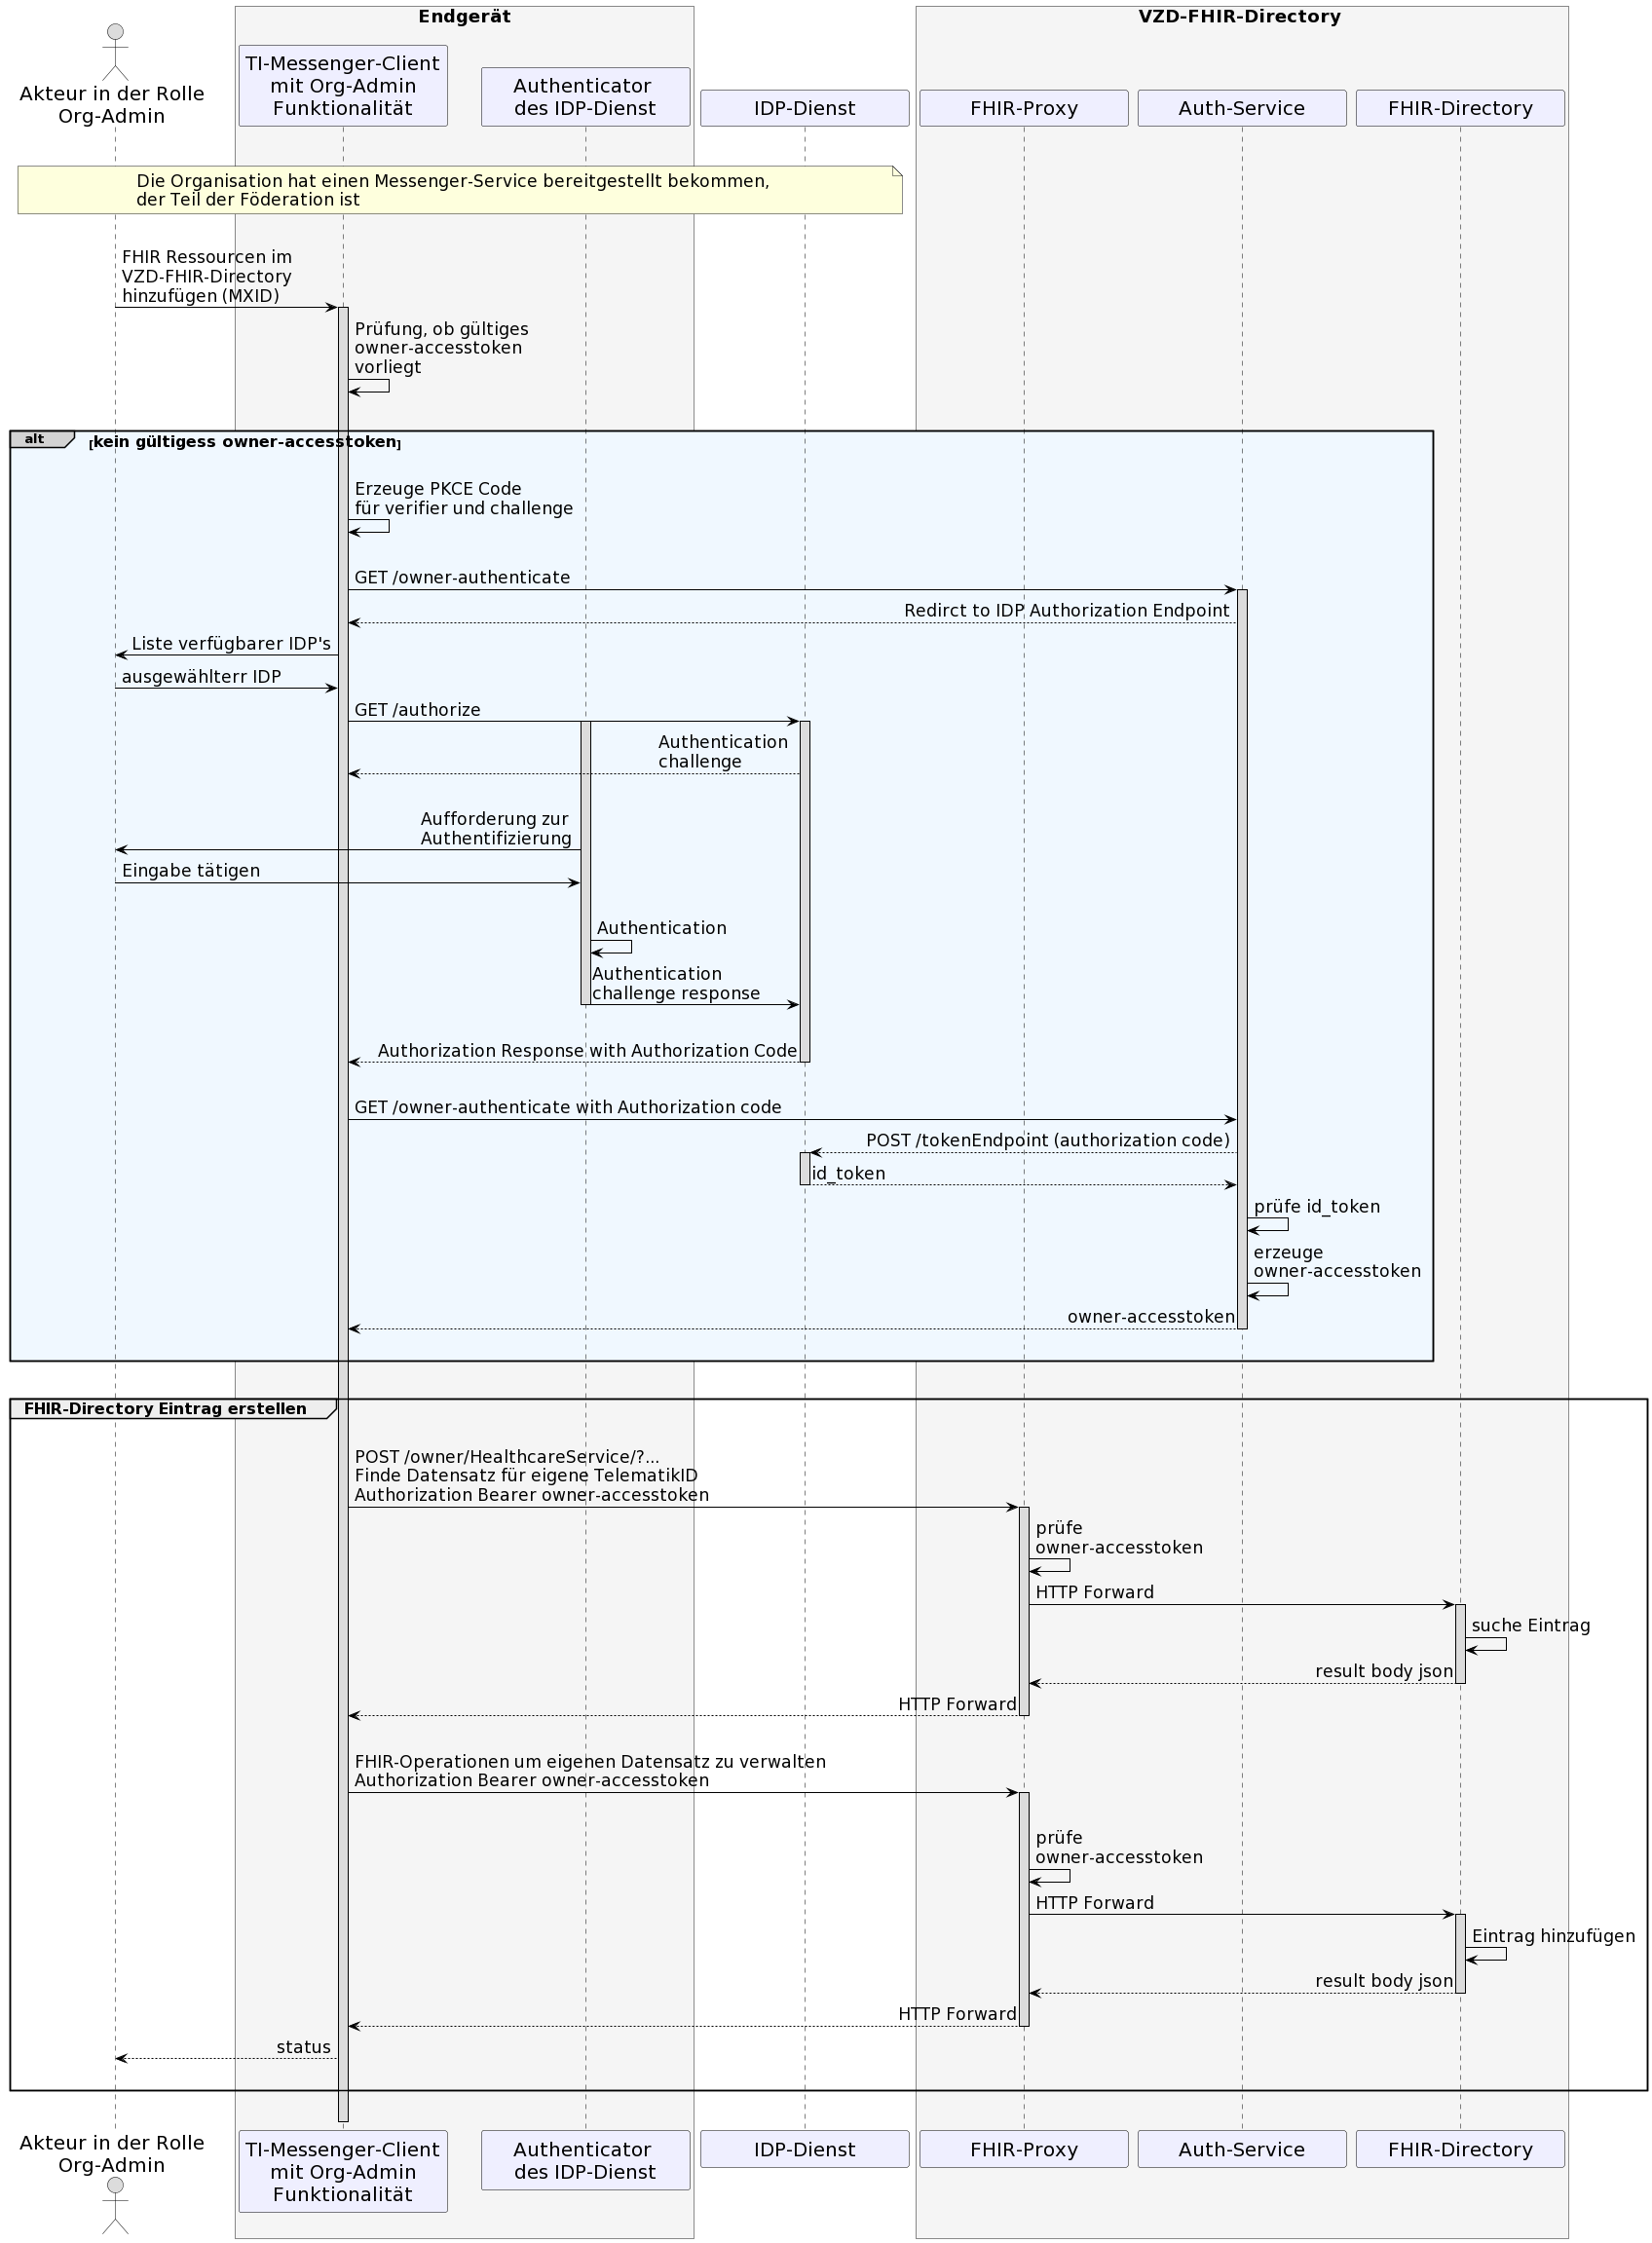 Endgerät
VZD-FHIR-Directory
Akteur in der Rolle
Org-Admin
TI-Messenger-Client
mit Org-Admin
Funktionalität
Authenticator
des IDP-Dienst
IDP-Dienst
FHIR-Proxy
Auth-Service
FHIR-Directory
Die Organisation hat einen Messenger-Service bereitgestellt bekommen,
der Teil der Föderation ist
FHIR Ressourcen im
VZD-FHIR-Directory
hinzufügen (MXID)
Prüfung, ob gültiges
owner-accesstoken
vorliegt
alt
[kein gültigess owner-accesstoken]
Erzeuge PKCE Code
für verifier und challenge
GET /owner-authenticate
Redirct to IDP Authorization Endpoint
Liste verfügbarer IDP's
ausgewählterr IDP
GET /authorize
Authentication
challenge
Aufforderung zur
Authentifizierung
Eingabe tätigen
Authentication
Authentication
challenge response
Authorization Response with Authorization Code
GET /owner-authenticate with Authorization code
POST /tokenEndpoint (authorization code)
id_token
prüfe id_token
erzeuge
owner-accesstoken
owner-accesstoken
FHIR-Directory Eintrag erstellen
POST /owner/HealthcareService/?...
Finde Datensatz für eigene TelematikID
Authorization Bearer owner-accesstoken
prüfe
owner-accesstoken
HTTP Forward
suche Eintrag
result body json
HTTP Forward
FHIR-Operationen um eigenen Datensatz zu verwalten
Authorization Bearer owner-accesstoken
prüfe
owner-accesstoken
HTTP Forward
Eintrag hinzufügen
result body json
HTTP Forward
status
Akteur in der Rolle
Org-Admin
TI-Messenger-Client
mit Org-Admin
Funktionalität
Authenticator
des IDP-Dienst
IDP-Dienst
FHIR-Proxy
Auth-Service
FHIR-Directory